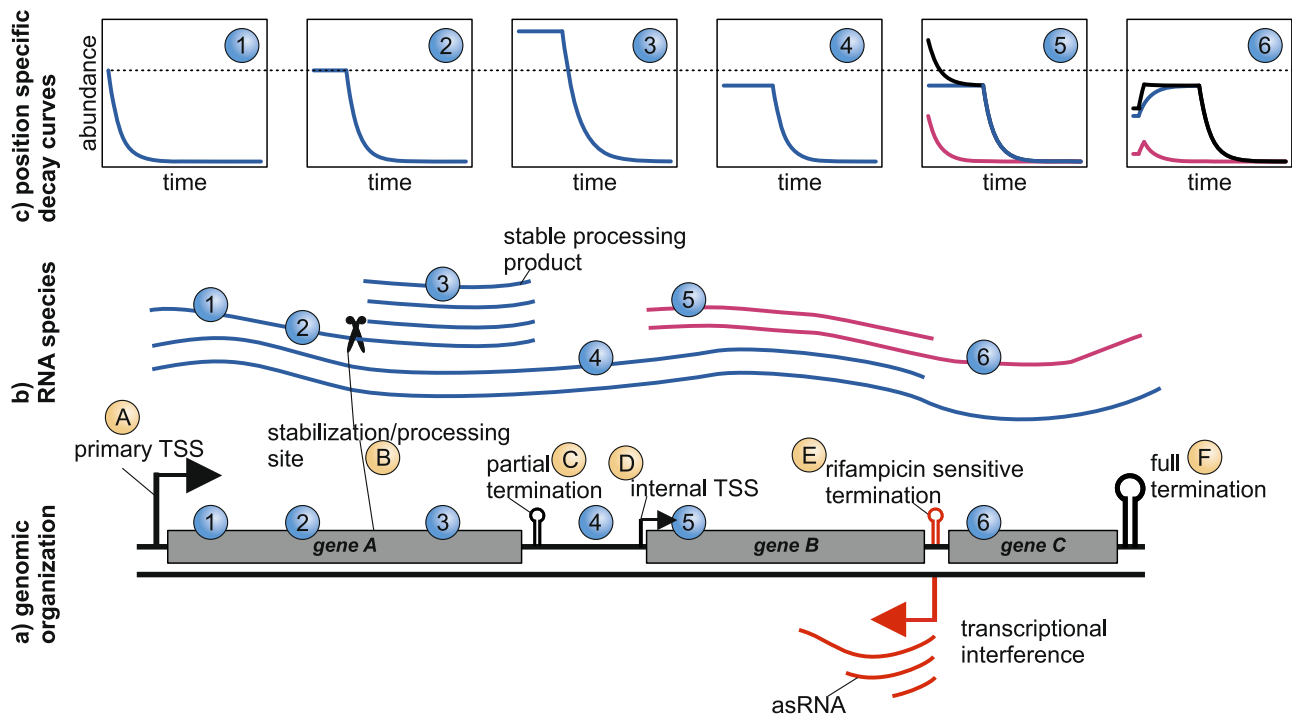 c) position specific
decay curves
abundance
1
2
3
4
5
6
time
time
time
time
time
time
b)
RNA species
stable processing
product
1
2
3
4
5
6
A
primary TSS
stabilization/processing
site
B
partial
termination
C
D
internal TSS
E
rifampicin sensitive
termination
full
termination
F
a) genomic
organization
1
2
3
4
5
6
gene A
gene B
gene C
transcriptional
interference
asRNA